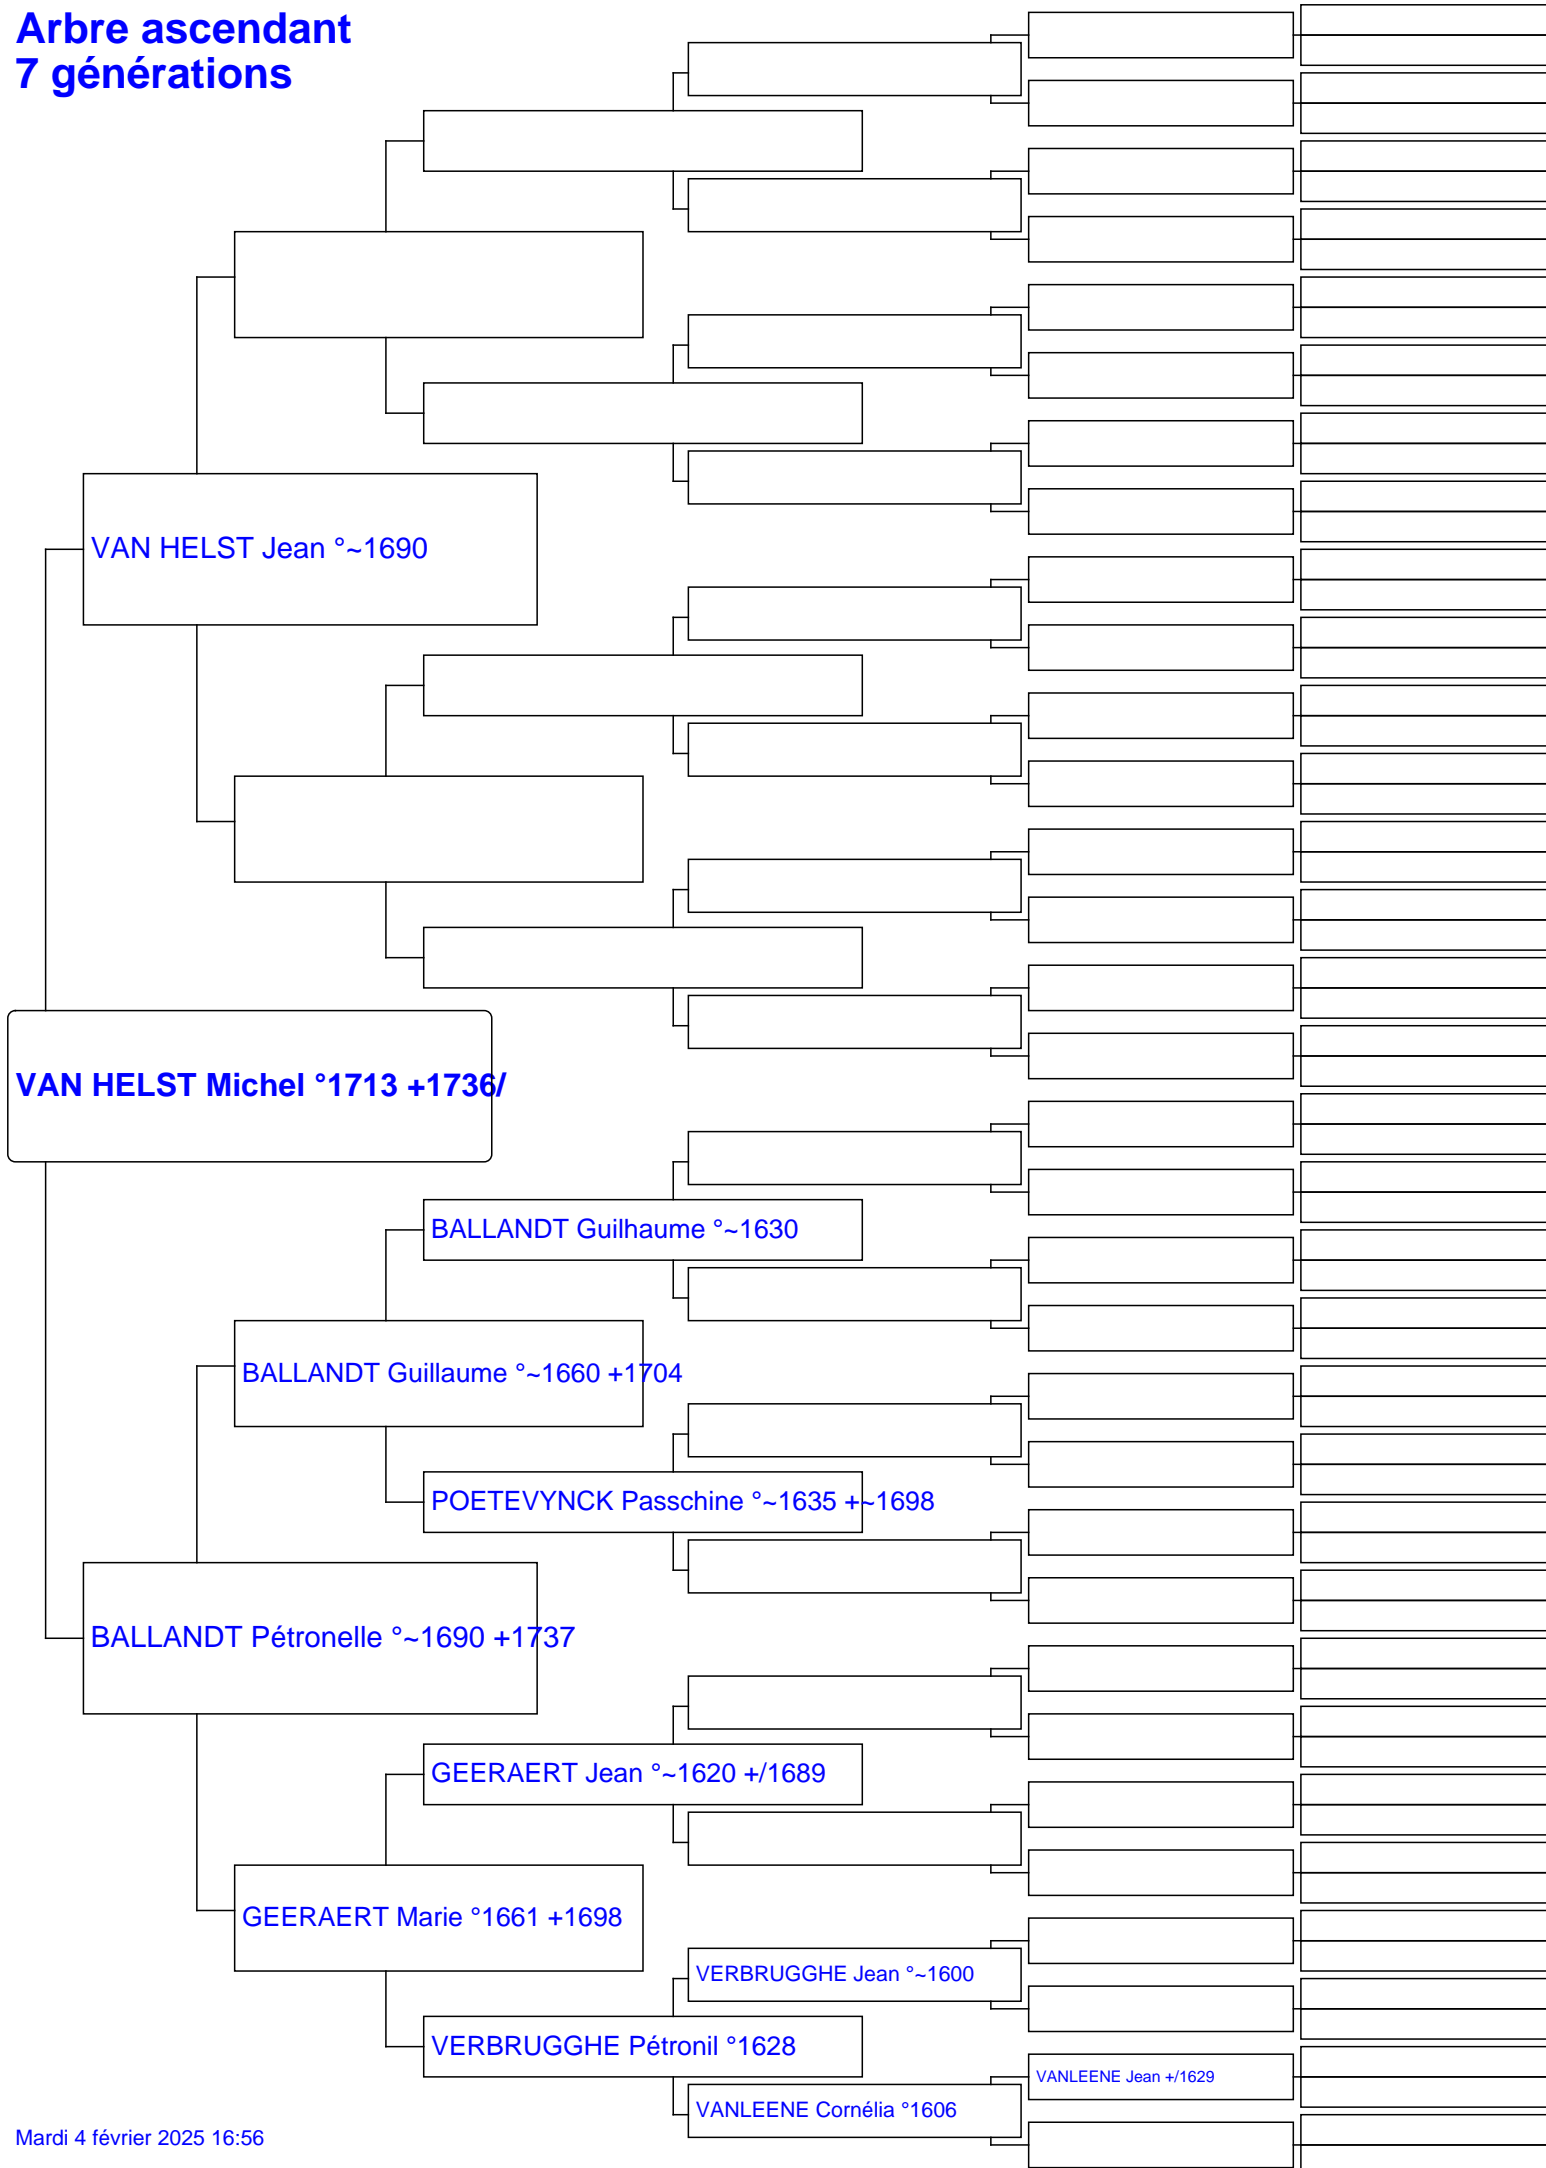 Arbre ascendant
7 générations
VAN HELST Jean °~1690
VAN HELST Michel °1713 +1736/
BALLANDT Guilhaume °~1630
BALLANDT Guillaume °~1660 +1704
POETEVYNCK Passchine °~1635 +~1698
BALLANDT Pétronelle °~1690 +1737
GEERAERT Jean °~1620 +/1689
GEERAERT Marie °1661 +1698
VERBRUGGHE Jean °~1600
VERBRUGGHE Pétronil °1628
VANLEENE Jean +/1629
VANLEENE Cornélia °1606
Mardi 4 février 2025 16:56